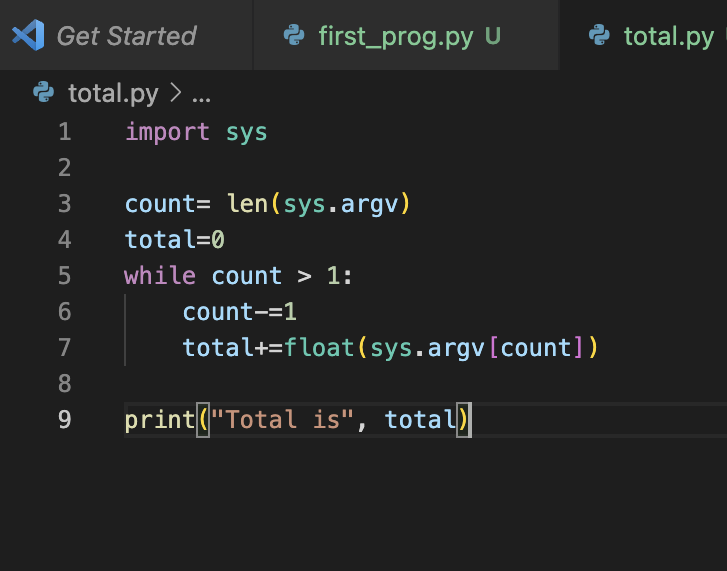 Get Started first_prog.py U total.py
total.py > ...
1 import sys
2
3 count= len(sys.argv)
4 total=0
5 while count > 1:
6     count-=1
7     total+=float(sys.argv[count])
8
9 print("Total is", total)